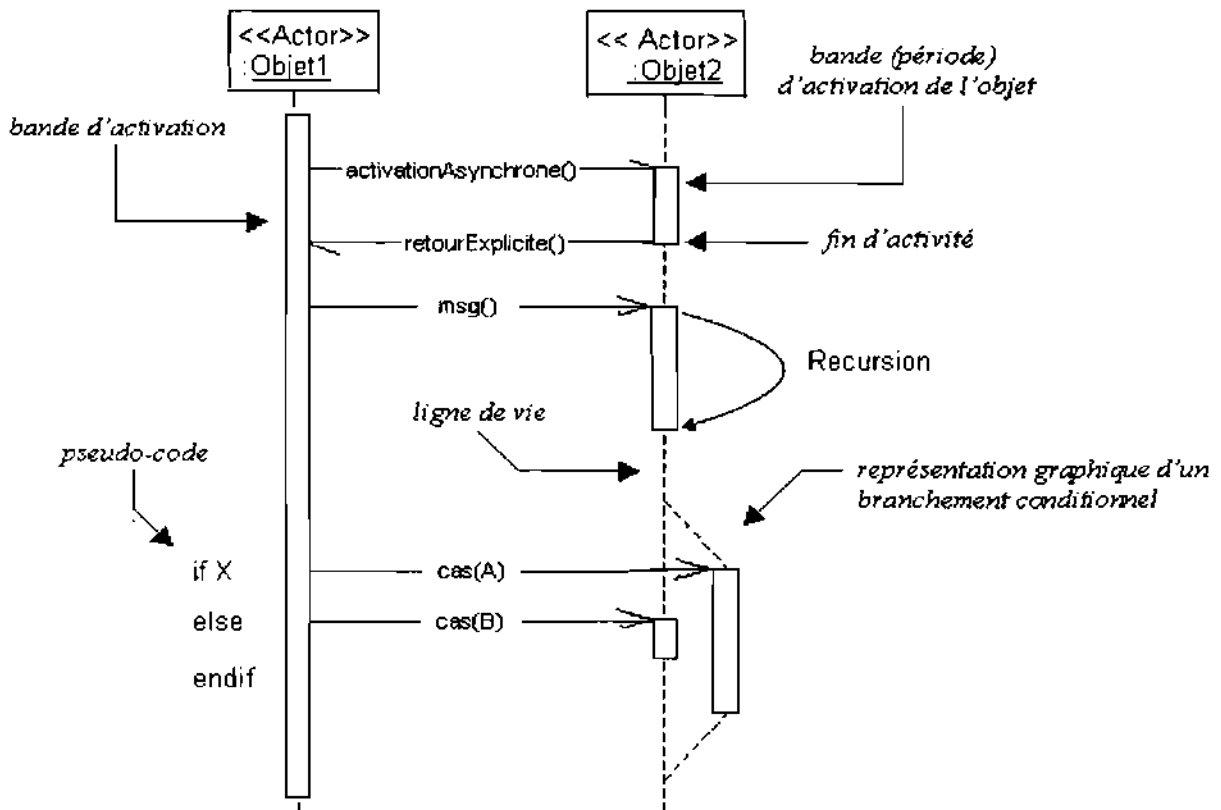 <<Actor>>
:Objet1
<< Actor>>
:Objet2
bande (période)
d'activation de l'objet
bande d'activation
activationAsynchrone()
retourExplicite()
fin d'activité
msg()
Recursion
ligne de vie
pseudo-code
représentation graphique d'un
branchement conditionnel
if X
cas(A)
else
cas(B)
endif